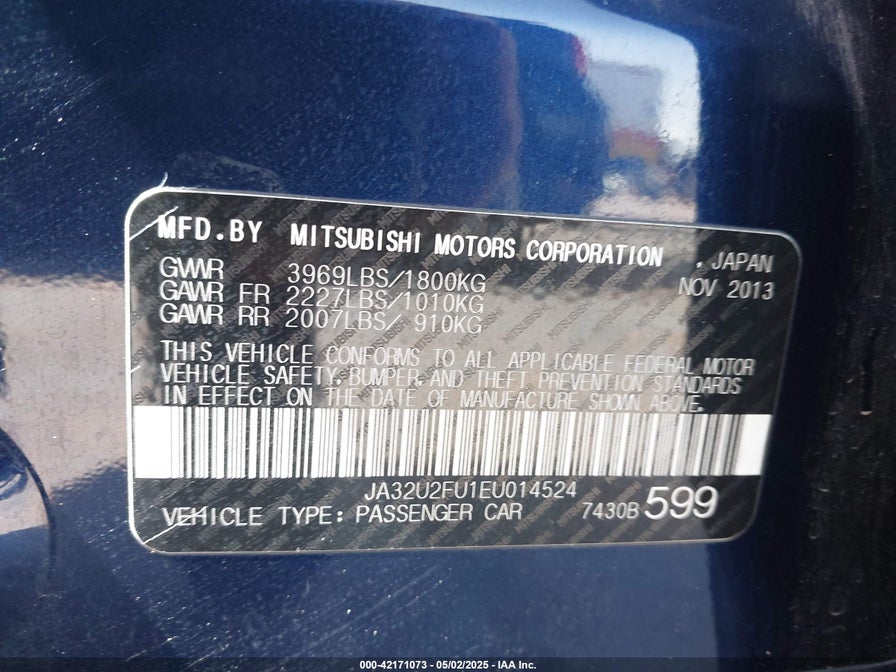 MFD.BY MITSUBISHI MOTORS CORPORATION , JAPAN
GVWR 3969LBS/1800KG NOV 2013
GAWR FR 2227LBS/1010KG
GAWR RR 2007LBS/ 910KG
THIS VEHICLE CONFORMS TO ALL APPLICABLE FEDERAL MOTOR
VEHICLE SAFETY, BUMPER, AND THEFT PREVENTION STANDARDS
IN EFFECT ON THE DATE OF MANUFACTURE SHOWN ABOVE.
JA32U2FU1EU014524
VEHICLE TYPE: PASSENGER CAR 7430B 599
000-42171073 - 05/02/2025 - IAA Inc.